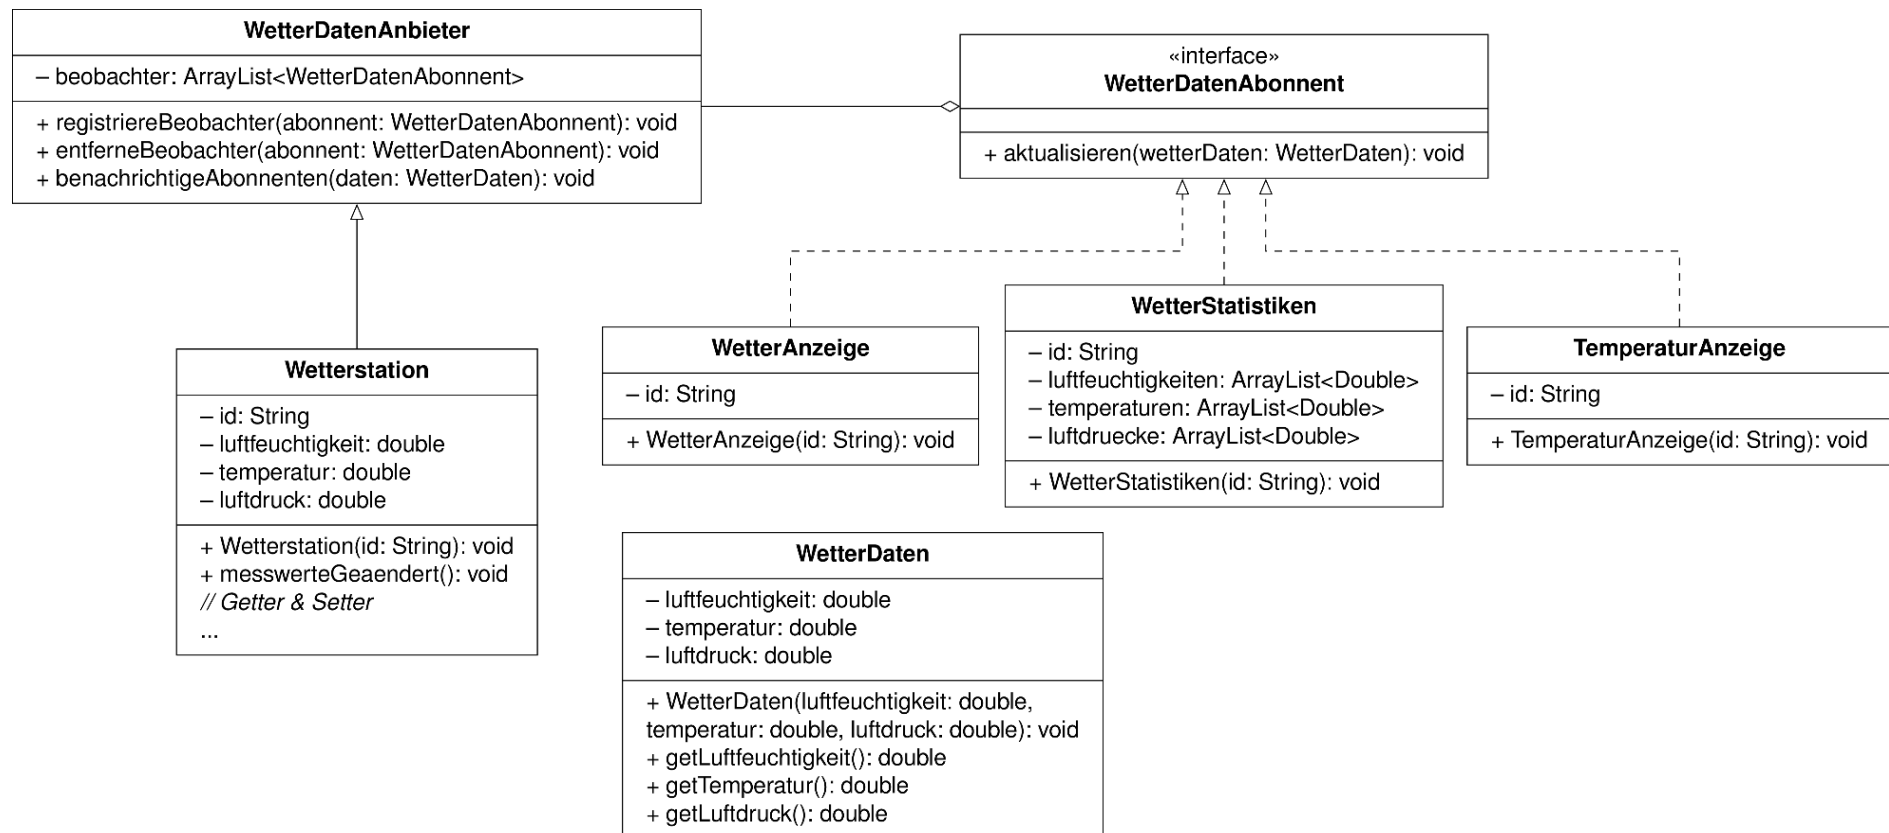 WetterDatenAnbieter
– beobachter: ArrayList<WetterDatenAbonnent>
+ registriereBeobachter(abonnent: WetterDatenAbonnent): void
+ entferneBeobachter(abonnent: WetterDatenAbonnent): void
+ benachrichtigeAbonnenten(daten: WetterDaten): void
«interface»
WetterDatenAbonnent
+ aktualisieren(wetterDaten: WetterDaten): void
Wetterstation
– id: String
– luftfeuchtigkeit: double
– temperatur: double
– luftdruck: double
+ Wetterstation(id: String): void
+ messwerteGeaendert(): void
// Getter & Setter
...
WetterAnzeige
– id: String
+ WetterAnzeige(id: String): void
WetterStatistiken
– id: String
– luftfeuchtigkeiten: ArrayList<Double>
– temperaturen: ArrayList<Double>
– luftdruecke: ArrayList<Double>
+ WetterStatistiken(id: String): void
TemperaturAnzeige
– id: String
+ TemperaturAnzeige(id: String): void
WetterDaten
– luftfeuchtigkeit: double
– temperatur: double
– luftdruck: double
+ WetterDaten(luftfeuchtigkeit: double,
temperatur: double, luftdruck: double): void
+ getLuftfeuchtigkeit(): double
+ getTemperatur(): double
+ getLuftdruck(): double